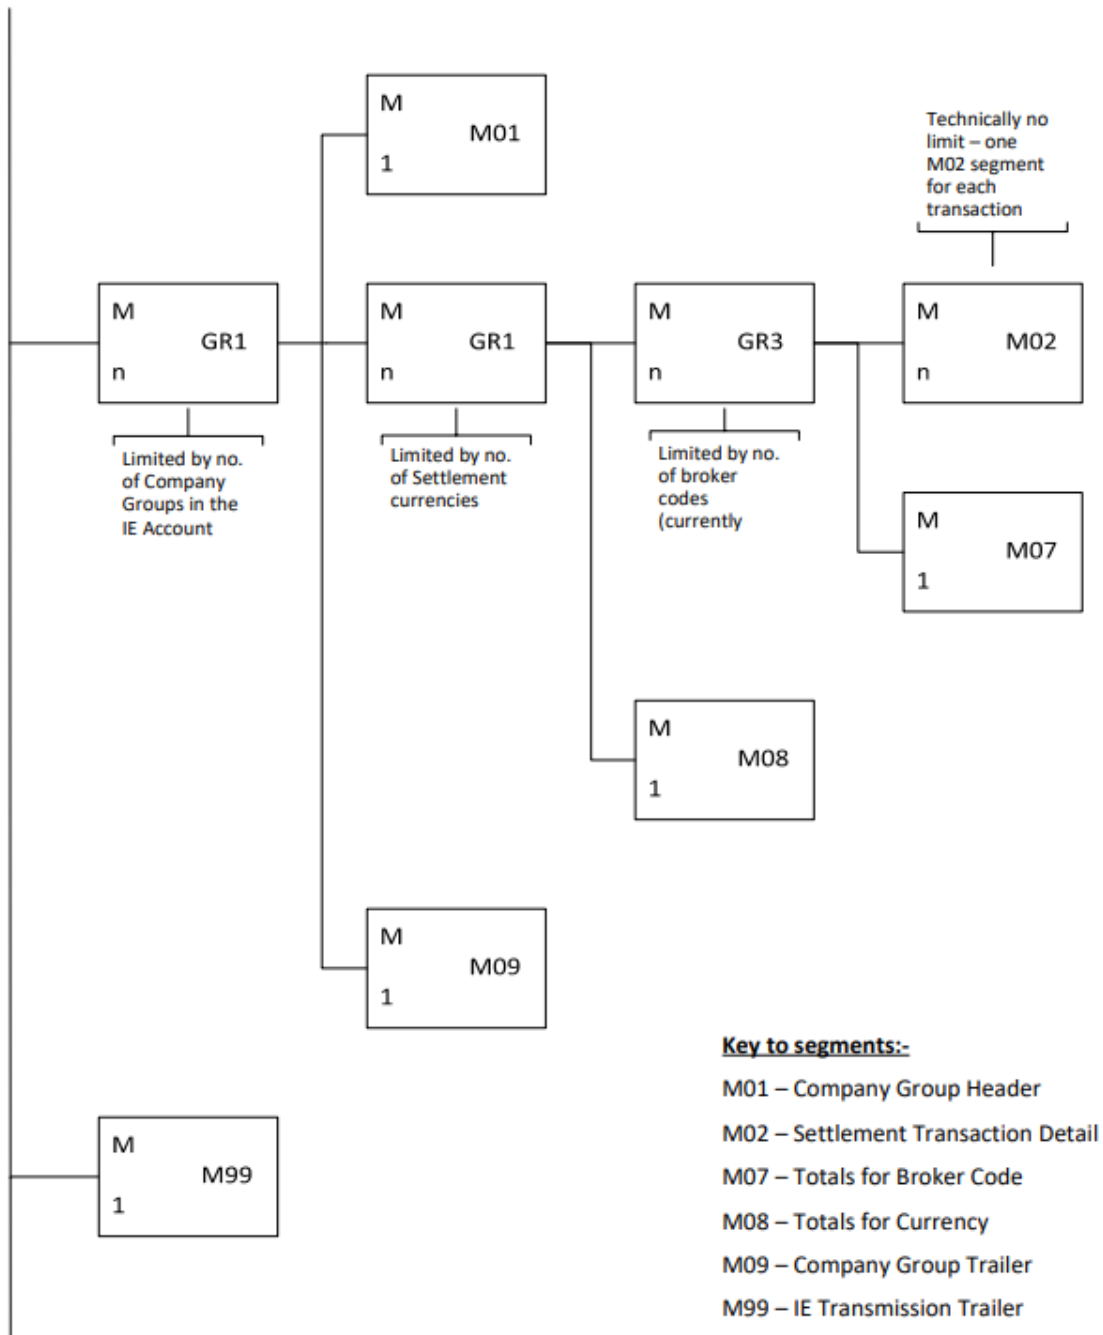 M
M01
1
Technically no
limit – one
M02 segment
for each
transaction
M
GR1
n
M
GR1
n
M
GR3
n
M
M02
n
Limited by no.
of Company
Groups in the
IE Account
Limited by no.
of Settlement
currencies
Limited by no.
of broker
codes
(currently
M
M07
1
M
M08
1
M
M09
1
M
M99
1
Key to segments:-
M01 – Company Group Header
M02 – Settlement Transaction Detail
M07 – Totals for Broker Code
M08 – Totals for Currency
M09 – Company Group Trailer
M99 – IE Transmission Trailer